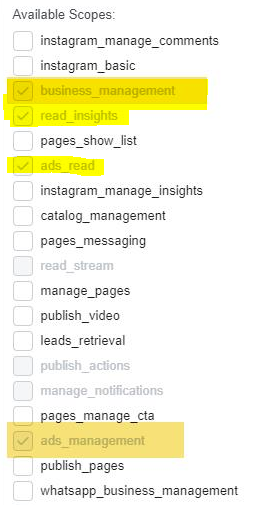 Available Scopes:
instagram_manage_comments
instagram_basic
business_management
read_insights
pages_show_list
ads_read
instagram_manage_insights
catalog_management
pages_messaging
read_stream
manage_pages
publish_video
leads_retrieval
publish_actions
manage_notifications
pages_manage_cta
ads_management
publish_pages
whatsapp_business_management